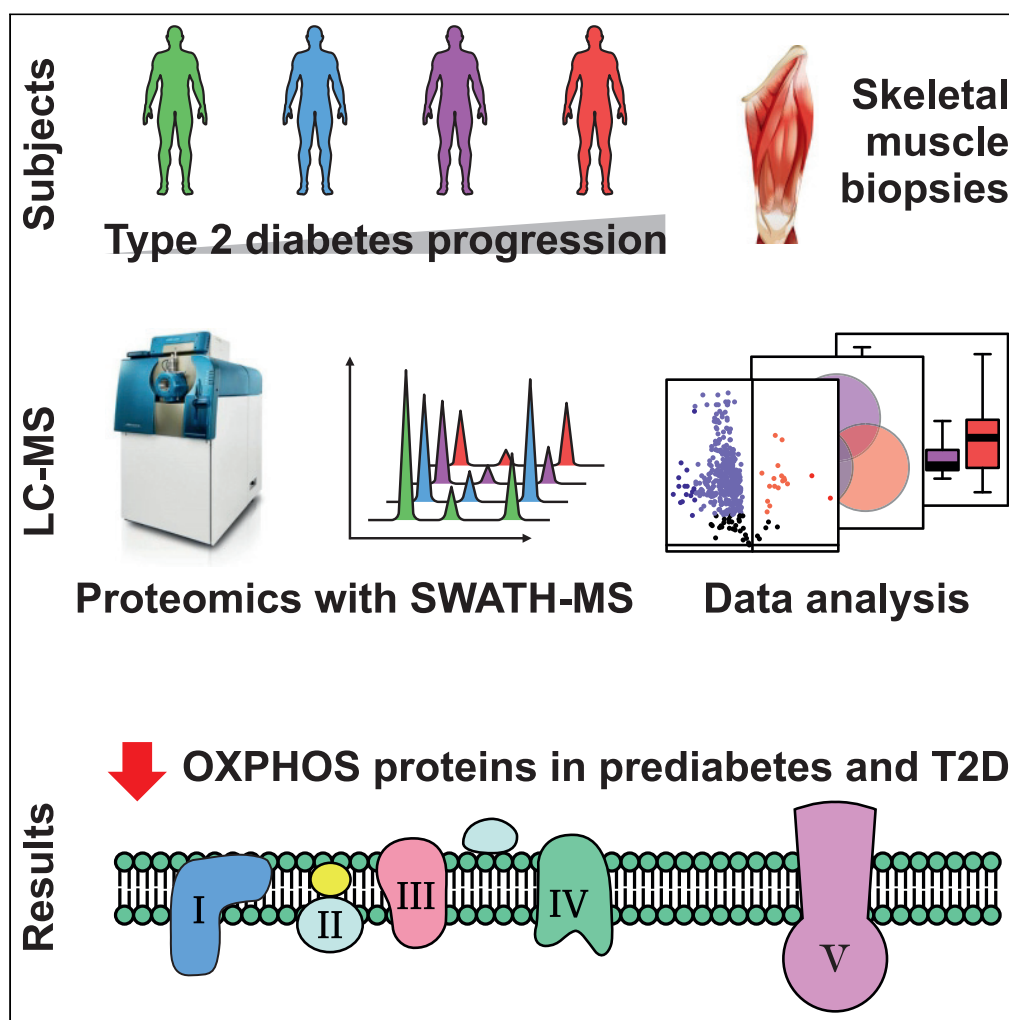 Subjects
Skeletal
muscle
biopsies
Type 2 diabetes progression
LC-MS
Proteomics with SWATH-MS
Data analysis
Results
OXPHOS proteins in prediabetes and T2D
I
II
III
IV
V